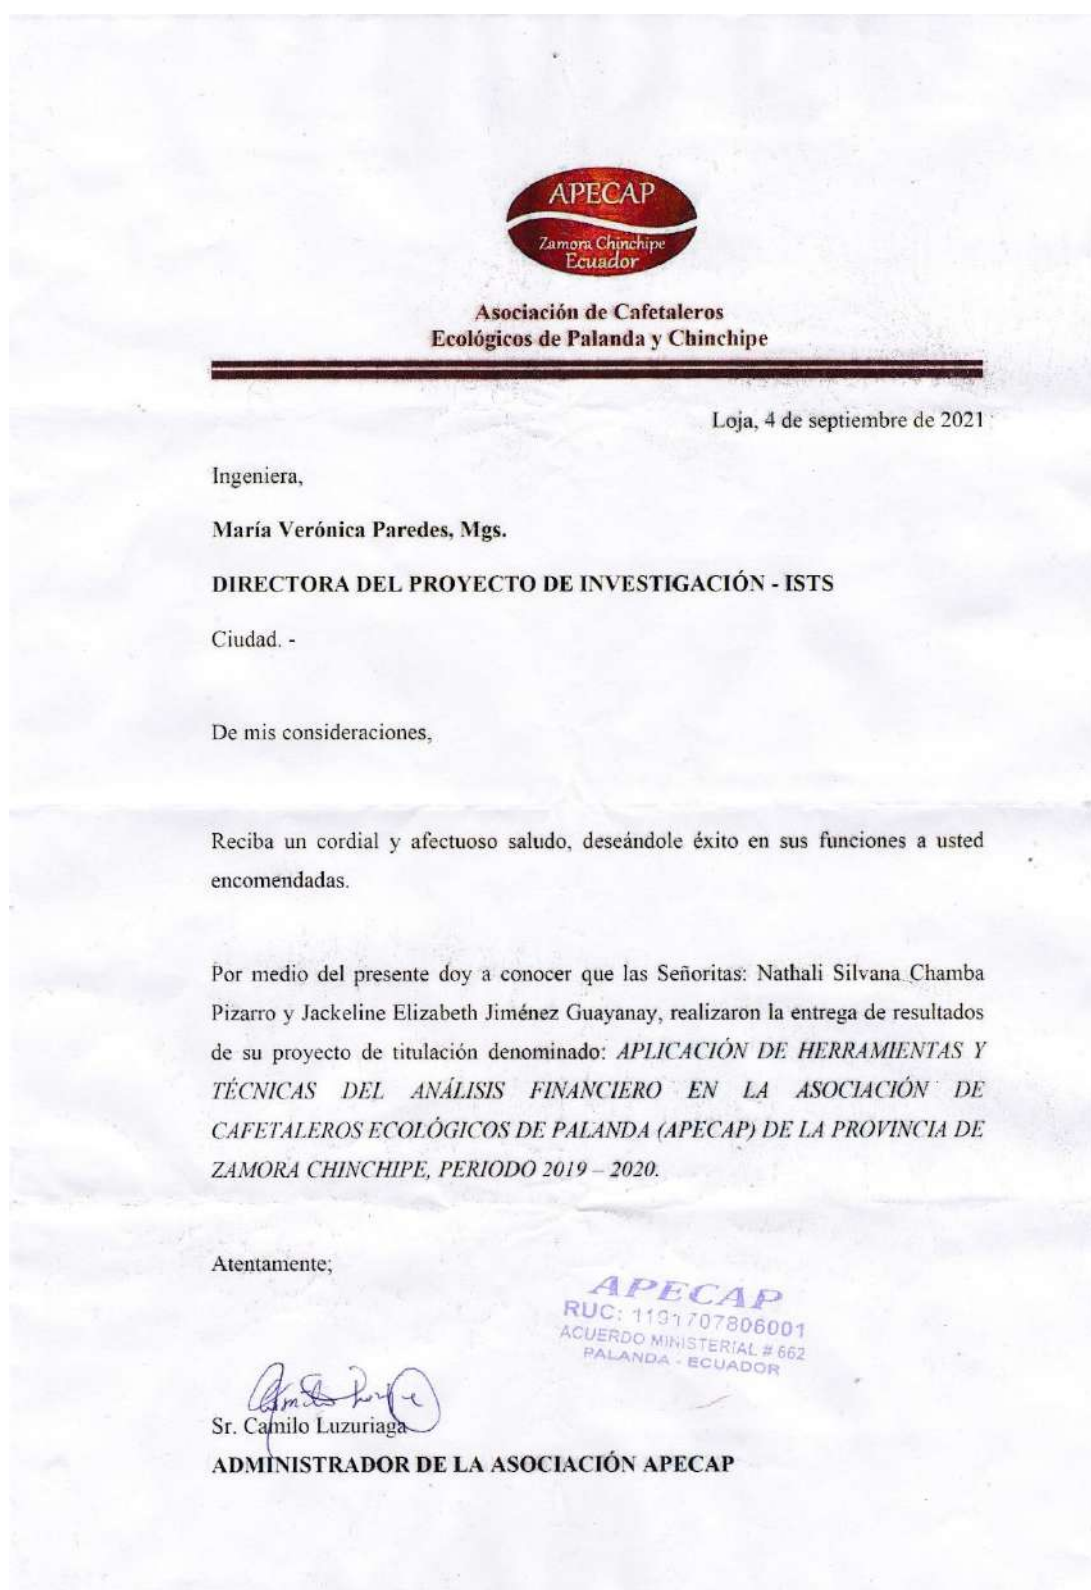 APECAP
Zamora Chinchipe
Ecuador
Asociación de Cafetaleros
Ecológicos de Palanda y Chinchipe
Loja, 4 de septiembre de 2021
Ingeniera,
María Verónica Paredes, Mgs.
DIRECTORA DEL PROYECTO DE INVESTIGACIÓN - ISTS
Ciudad. -
De mis consideraciones,
Reciba un cordial y afectuoso saludo, deseándole éxito en sus funciones a usted
encomendadas.
Por medio del presente doy a conocer que las Señoritas: Nathali Silvana Chamba
Pizarro y Jackeline Elizabeth Jiménez Guayanay, realizaron la entrega de resultados
de su proyecto de titulación denominado: APLICACIÓN DE HERRAMIENTAS Y
TÉCNICAS DEL ANÁLISIS FINANCIERO EN LA ASOCIACIÓN DE
CAFETALEROS ECOLÓGICOS DE PALANDA (APECAP) DE LA PROVINCIA DE
ZAMORA CHINCHIPE, PERIODO 2019 – 2020.
Atentamente;
APECAP
RUC: 1191707806001
ACUERDO MINISTERIAL # 662
PALANDA - ECUADOR
Sr. Camilo Luzuriaga
ADMINISTRADOR DE LA ASOCIACIÓN APECAP